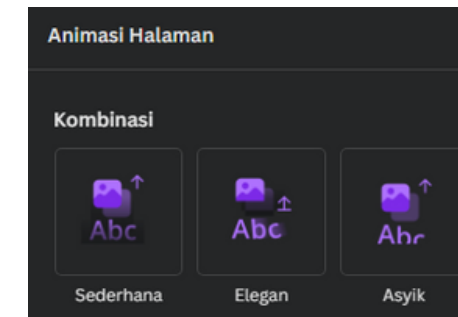 Animasi Halaman
Kombinasi
Abc Abc Abc
Sederhana Elegan Asyik